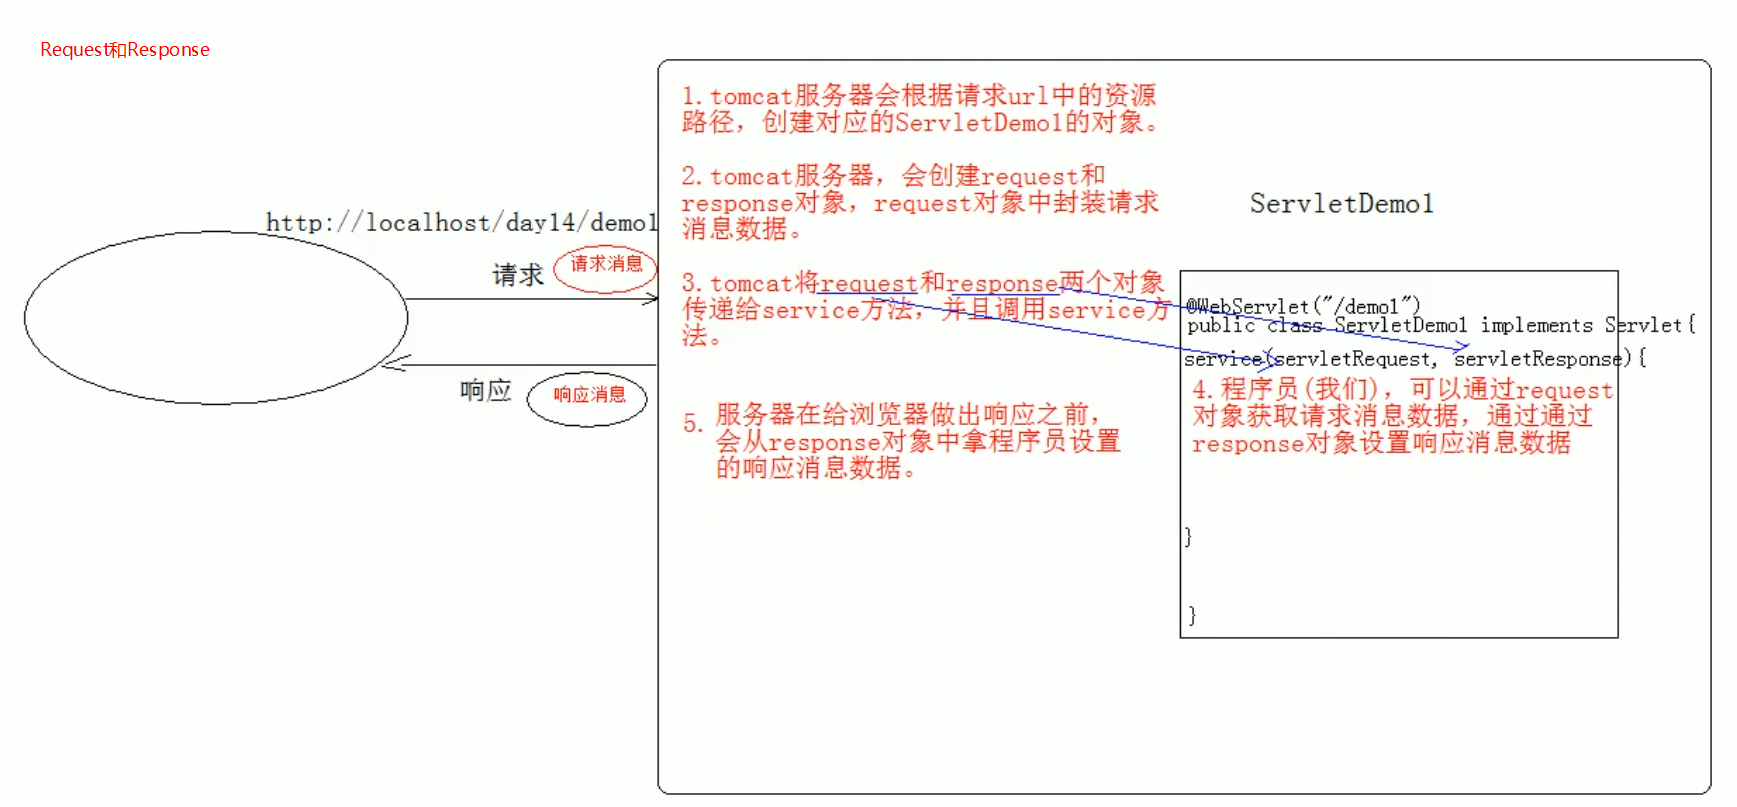 Request和Response
http://localhost/day14/demo1
请求
请求消息
响应
响应消息
1.tomcat服务器会根据请求url中的资源
路径，创建对应的ServletDemo1的对象。
2.tomcat服务器，会创建request和
response对象，request对象中封装请求
消息数据。
3.tomcat将request和response两个对象
传递给service方法，并且调用service方
法。
5.
服务器在给浏览器做出响应之前，
会从response对象中拿程序员设置
的响应消息数据。
ServletDemo1
@WebServlet("/demo1")
public class ServletDemo1 implements Servlet{
service(servletRequest, servletResponse){
4.程序员(我们)，可以通过request
对象获取请求消息数据，通过通过
response对象设置响应消息数据
}
}